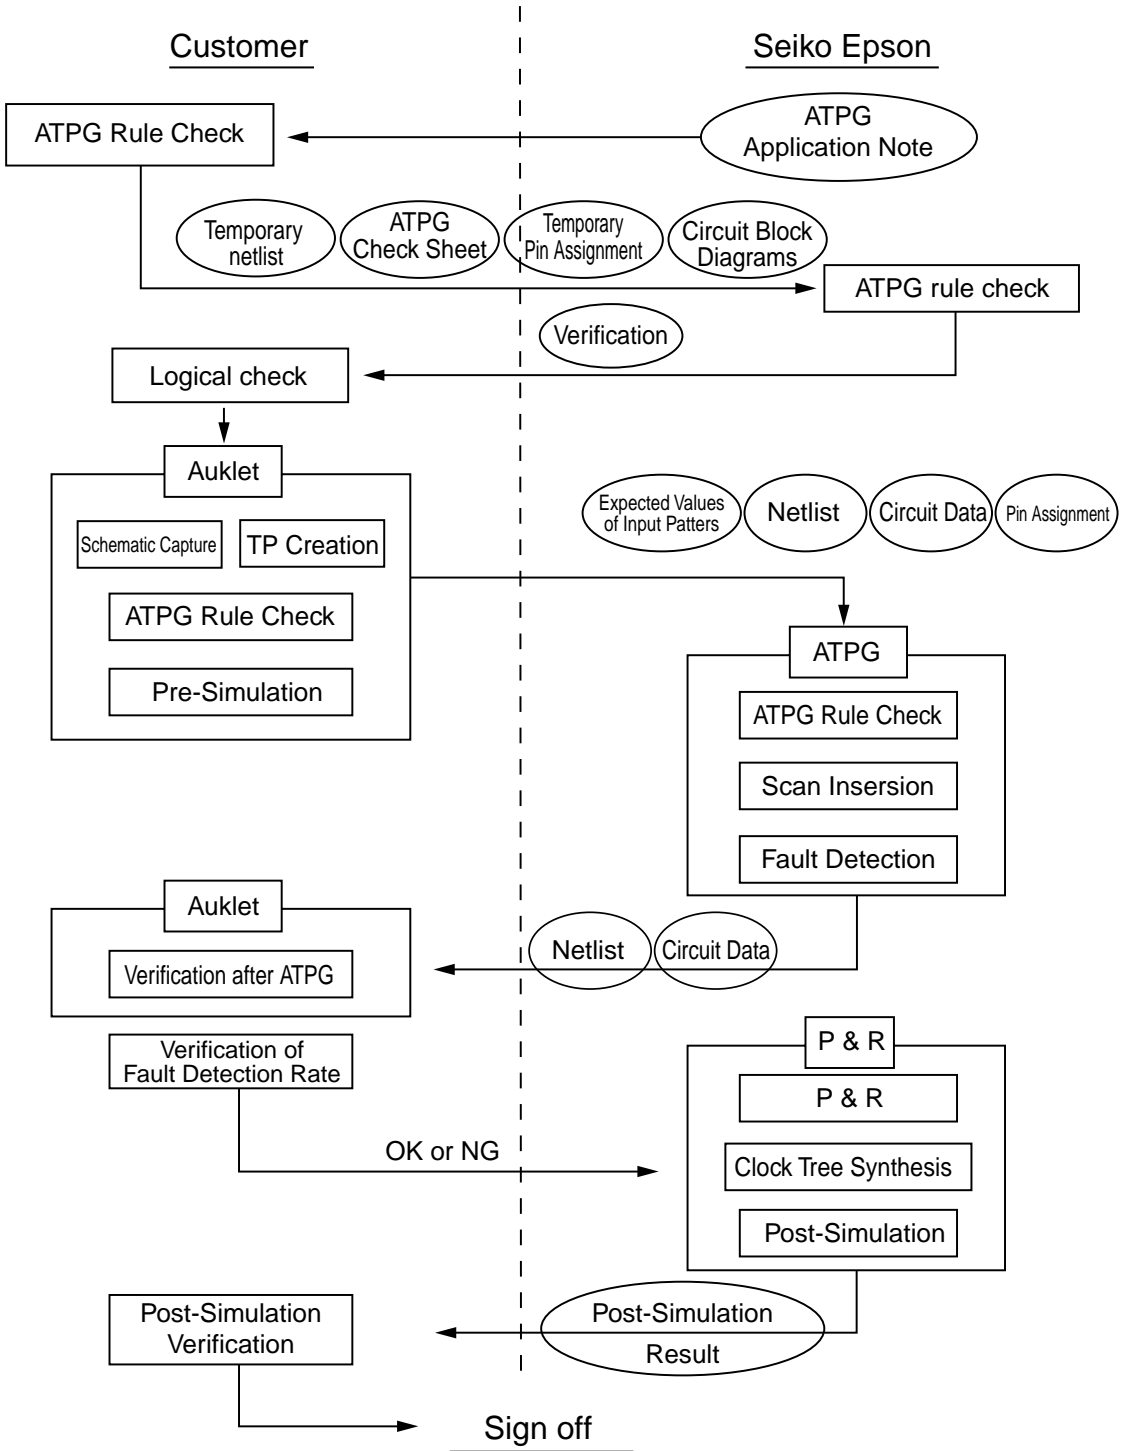 Customer
Seiko Epson
ATPG Rule Check
ATPG
Application Note
Temporary
netlist
ATPG
Check Sheet
Temporary
Pin Assignment
Circuit Block
Diagrams
ATPG rule check
Verification
Logical check
Auklet
Schematic Capture
TP Creation
ATPG Rule Check
Pre-Simulation
Expected Values
of Input Patters
Netlist
Circuit Data
Pin Assignment
ATPG
ATPG Rule Check
Scan Insersion
Fault Detection
Auklet
Verification after ATPG
Netlist
Circuit Data
Verification of
Fault Detection Rate
P & R
P & R
OK or NG
Clock Tree Synthesis
Post-Simulation
Post-Simulation
Verification
Post-Simulation
Result
Sign off